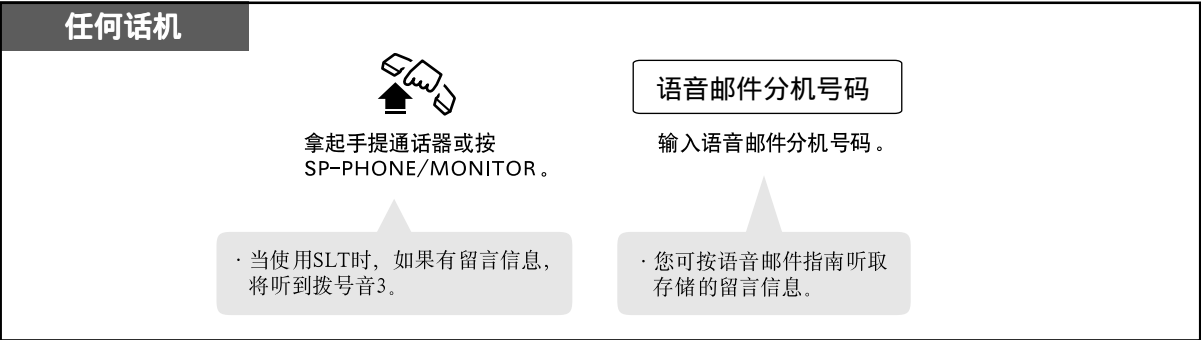 任何话机
拿起手提通话器或按
SP-PHONE/MONITOR。
· 当使用SLT时，如果有留言信息，
将听到拨号音3。
语音邮件分机号码
输入语音邮件分机号码。
· 您可按语音邮件指南听取
存储的留言信息。